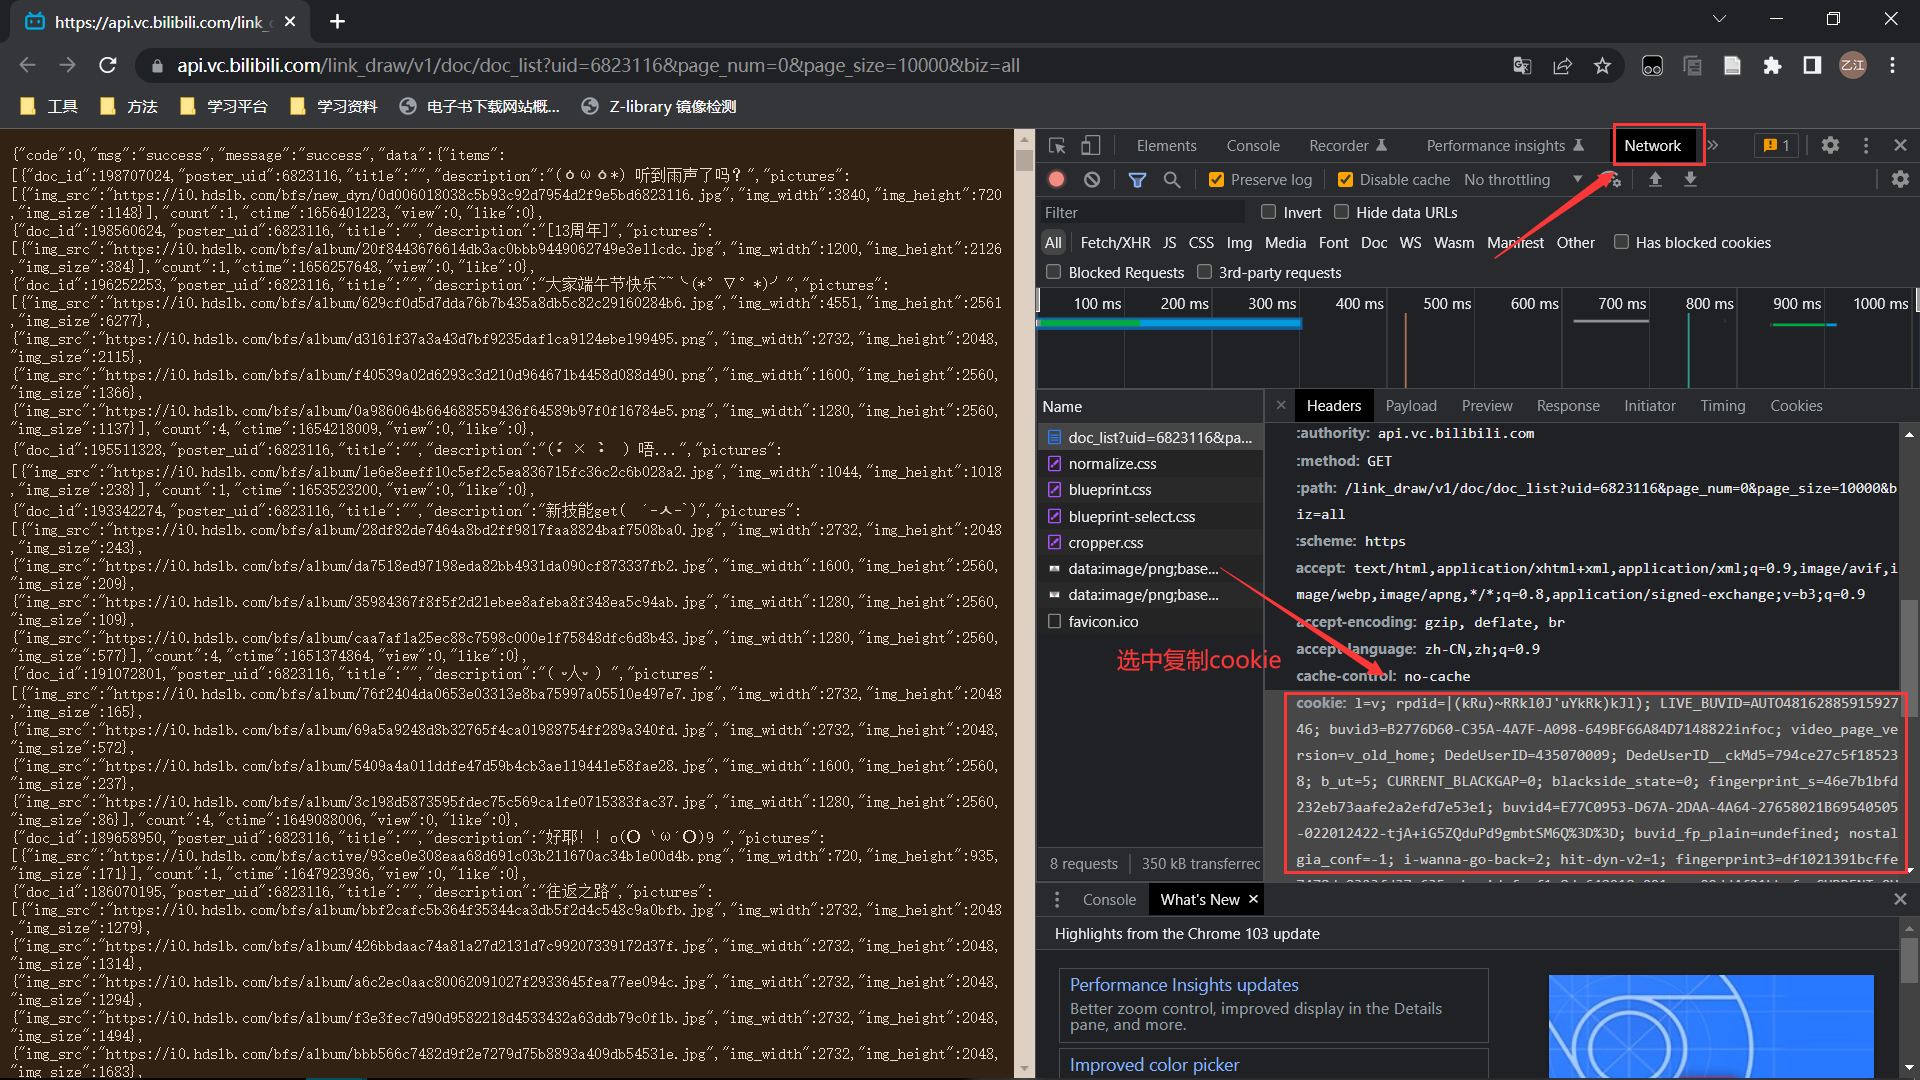 https://api.vc.bilibili.com/link_d
api.vc.bilibili.com/link_draw/v1/doc/doc_list?uid=6823116&page_num=0&page_size=10000&biz=all
乙江
工具 方法 学习平台 学习资料 电子书下载网站概... Z-library 镜像检测
{"code":0,"msg":"success","message":"success","data":{"items":
[{"doc_id":198707024,"poster_uid":6823116,"title":"","description":"(õωõ*) 听到雨声了吗？","pictures":
[{"img_src":"https://i0.hdslb.com/bfs/new_dyn/0d006018038c5b93c92d7954d2f9e5bd6823116.jpg","img_width":3840,"img_height":720
,"img_size":1148}],"count":1,"ctime":1656401223,"view":0,"like":0},
{"doc_id":198560624,"poster_uid":6823116,"title":"","description":"[13周年]","pictures":
[{"img_src":"https://i0.hdslb.com/bfs/album/20f8443676614db3ac0bbb9449062749e3e11cdc.jpg","img_width":1200,"img_height":2126
,"img_size":384}],"count":1,"ctime":1656257648,"view":0,"like":0},
{"doc_id":196252253,"poster_uid":6823116,"title":"","description":"大家端午节快乐~~╰(*°▽°*)╯","pictures":
[{"img_src":"https://i0.hdslb.com/bfs/album/629cf0d5d7dda76b7b435a8db5c82c29160284b6.jpg","img_width":4551,"img_height":2561
,"img_size":6277},
{"img_src":"https://i0.hdslb.com/bfs/album/d3161f37a3a43d7bf9235daf1ca9124ebe199495.png","img_width":2732,"img_height":2048,
"img_size":2115},
{"img_src":"https://i0.hdslb.com/bfs/album/f40539a02d6293c3d210d964671b4458d088d490.png","img_width":1600,"img_height":2560,
"img_size":1366},
{"img_src":"https://i0.hdslb.com/bfs/album/0a986064b664688559436f64589b97f0f16784e5.png","img_width":1280,"img_height":2560,
"img_size":1137}],"count":4,"ctime":1654218009,"view":0,"like":0},
{"doc_id":195511328,"poster_uid":6823116,"title":"","description":"( × ) 唔...","pictures":
[{"img_src":"https://i0.hdslb.com/bfs/album/1e6e8eeff10c5ef2c5ea836715fc36c2c6b028a2.jpg","img_width":1044,"img_height":1018
,"img_size":238}],"count":1,"ctime":1653523200,"view":0,"like":0},
{"doc_id":193342274,"poster_uid":6823116,"title":"","description":"新技能get( ´-ㅅ-`)","pictures":
[{"img_src":"https://i0.hdslb.com/bfs/album/28df82de7464a8bd2ff9817faa8824baf7508ba0.jpg","img_width":2732,"img_height":2048
,"img_size":243},
{"img_src":"https://i0.hdslb.com/bfs/album/da7518ed97198eda82bb4931da090cf873337fb2.jpg","img_width":1600,"img_height":2560,
"img_size":209},
{"img_src":"https://i0.hdslb.com/bfs/album/35984367f8f5f2d21ebee8afeba8f348ea5c94ab.jpg","img_width":1280,"img_height":2560,
"img_size":109},
{"img_src":"https://i0.hdslb.com/bfs/album/caa7af1a25ec88c7598c000e1f75848dfc6d8b43.jpg","img_width":1280,"img_height":2560,
"img_size":577}],"count":4,"ctime":1651374864,"view":0,"like":0},
{"doc_id":191072801,"poster_uid":6823116,"title":"","description":"( ᵕ人ᵕ )","pictures":
[{"img_src":"https://i0.hdslb.com/bfs/album/76f2404da0653e03313e8ba75997a05510e497e7.jpg","img_width":2732,"img_height":2048
,"img_size":165},
{"img_src":"https://i0.hdslb.com/bfs/album/69a5a9248d8b32765f4ca01988754ff289a340fd.jpg","img_width":2732,"img_height":2048,
"img_size":572},
{"img_src":"https://i0.hdslb.com/bfs/album/5409a4a011ddfe47d59b4cb3ae119441e58fae28.jpg","img_width":1600,"img_height":2560,
"img_size":237},
{"img_src":"https://i0.hdslb.com/bfs/album/3c198d5873595fdec75c569ca1fe0715383fac37.jpg","img_width":1280,"img_height":2560,
"img_size":86}],"count":4,"ctime":1649088006,"view":0,"like":0},
{"doc_id":189658950,"poster_uid":6823116,"title":"","description":"好耶！！o(〇‵ω′〇)9 ","pictures":
[{"img_src":"https://i0.hdslb.com/bfs/active/93ce0e308eaa68d691c03b211670ac34b1e00d4b.png","img_width":720,"img_height":935,
"img_size":171}],"count":1,"ctime":1647923936,"view":0,"like":0},
{"doc_id":186070195,"poster_uid":6823116,"title":"","description":"往返之路","pictures":
[{"img_src":"https://i0.hdslb.com/bfs/album/bbf2cafc5b364f35344ca3db5f2d4c548c9a0bfb.jpg","img_width":2732,"img_height":2048
,"img_size":1279},
{"img_src":"https://i0.hdslb.com/bfs/album/426bbdaac74a81a27d2131d7c99207339172d37f.jpg","img_width":2732,"img_height":2048,
"img_size":1314},
{"img_src":"https://i0.hdslb.com/bfs/album/a6c2ec0aac80062091027f2933645fea77ee094c.jpg","img_width":2732,"img_height":2048,
"img_size":1294},
{"img_src":"https://i0.hdslb.com/bfs/album/f3e3fec7d90d9582218d4533432a63ddb79c0f1b.jpg","img_width":2732,"img_height":2048,
"img_size":1494},
{"img_src":"https://i0.hdslb.com/bfs/album/bbb566c7482d9f2e7279d75b8893a409db54531e.jpg","img_width":2732,"img_height":2048,
"img_size":1683},
Elements Console Recorder Performance insights Network » 1
Preserve log Disable cache No throttling
Filter Invert Hide data URLs
All Fetch/XHR JS CSS Img Media Font Doc WS Wasm Manifest Other Has blocked cookies
Blocked Requests 3rd-party requests
100 ms 200 ms 300 ms 400 ms 500 ms 600 ms 700 ms 800 ms 900 ms 1000 ms
Name
doc_list?uid=6823116&pa...
normalize.css
blueprint.css
blueprint-select.css
cropper.css
data:image/png;base...
data:image/png;base...
favicon.ico
选中复制cookie
8 requests 350 kB transferrec
Headers Payload Preview Response Initiator Timing Cookies
:authority: api.vc.bilibili.com
:method: GET
:path: /link_draw/v1/doc/doc_list?uid=6823116&page_num=0&page_size=10000&b
iz=all
:scheme: https
accept: text/html,application/xhtml+xml,application/xml;q=0.9,image/avif,i
mage/webp,image/apng,*/*;q=0.8,application/signed-exchange;v=b3;q=0.9
accept-encoding: gzip, deflate, br
accept-language: zh-CN,zh;q=0.9
cache-control: no-cache
cookie: l=v; rpdid=|(kRu)~RRkl0J'uYkRk)kJl); LIVE_BUVID=AUTO48162885915927
46; buvid3=B2776D60-C35A-4A7F-A098-649BF66A84D7148822infoc; video_page_ve
rsion=v_old_home; DedeUserID=435070009; DedeUserID__ckMd5=794ce27c5f18523
8; b_ut=5; CURRENT_BLACKGAP=0; blackside_state=0; fingerprint_s=46e7b1bfd
232eb73aafe2a2efd7e53e1; buvid4=E77C0953-D67A-2DAA-4A64-27658021B69540505
-022012422-tjA+iG5ZQduPd9gmbtSM6Q%3D%3D; buvid_fp_plain=undefined; nostal
gia_conf=-1; i-wanna-go-back=2; hit-dyn-v2=1; fingerprint3=df1021391bcffe
Console What's New
Highlights from the Chrome 103 update
Performance Insights updates
Better zoom control, improved display in the Details
pane, and more.
Improved color picker